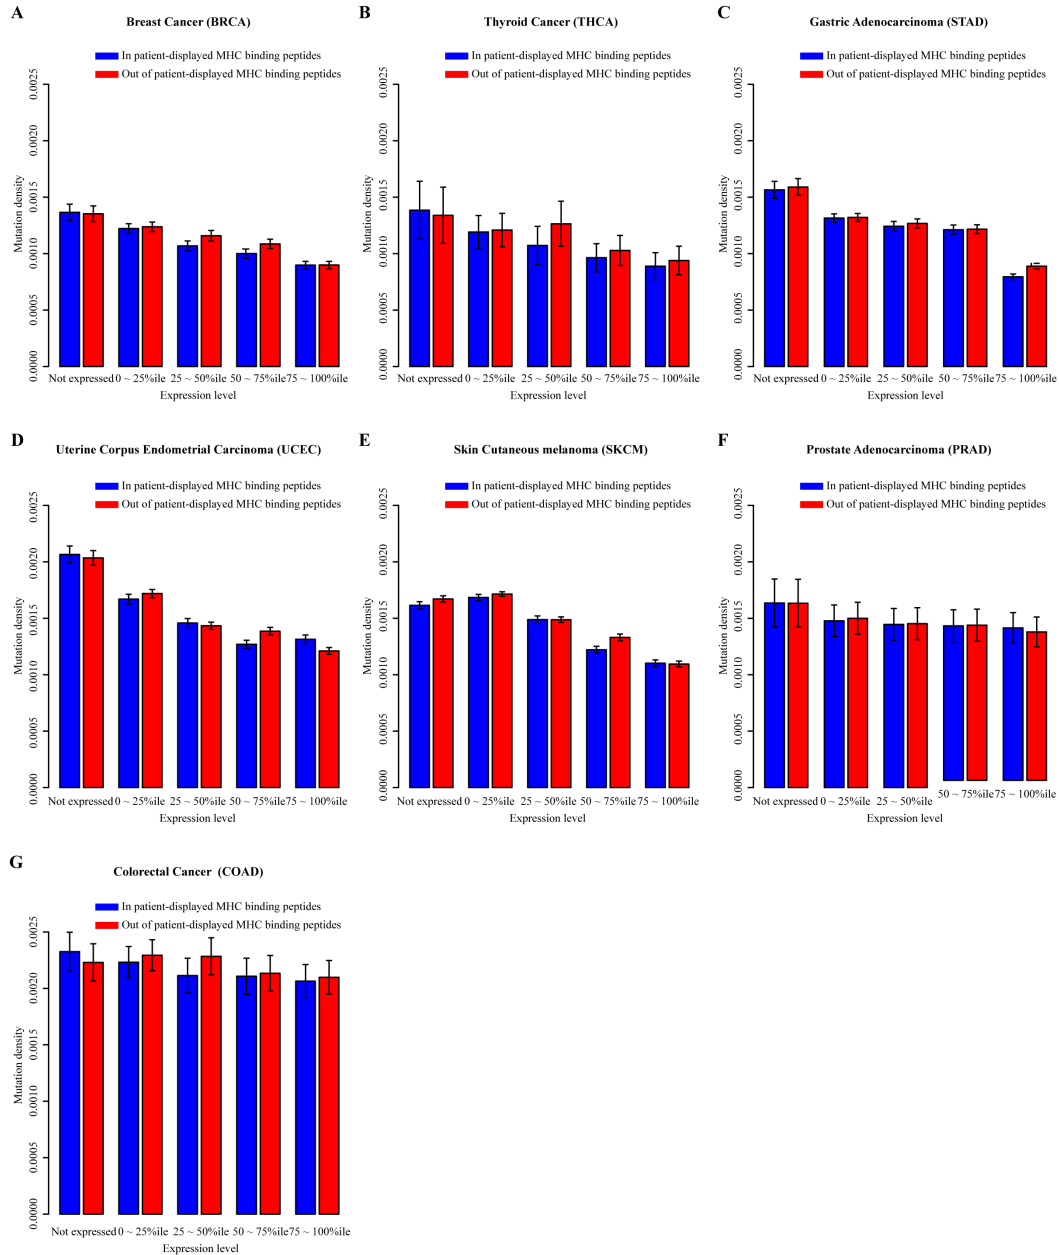 A
Breast Cancer (BRCA)
In patient-displayed MHC binding peptides
Out of patient-displayed MHC binding peptides
Mutation density
0.0025
0.0020
0.0015
0.0010
0.0005
0.0000
Not expressed 0 ~ 25%ile 25 ~ 50%ile 50 ~ 75%ile 75 ~ 100%ile
Expression level
B
Thyroid Cancer (THCA)
In patient-displayed MHC binding peptides
Out of patient-displayed MHC binding peptides
Mutation density
0.0025
0.0020
0.0015
0.0010
0.0005
0.0000
Not expressed 0 ~ 25%ile 25 ~ 50%ile 50 ~ 75%ile 75 ~ 100%ile
Expression level
C
Gastric Adenocarcinoma (STAD)
In patient-displayed MHC binding peptides
Out of patient-displayed MHC binding peptides
Mutation density
0.0025
0.0020
0.0015
0.0010
0.0005
0.0000
Not expressed 0 ~ 25%ile 25 ~ 50%ile 50 ~ 75%ile 75 ~ 100%ile
Expression level
D
Uterine Corpus Endometrial Carcinoma (UCEC)
In patient-displayed MHC binding peptides
Out of patient-displayed MHC binding peptides
Mutation density
0.0025
0.0020
0.0015
0.0010
0.0005
0.0000
Not expressed 0 ~ 25%ile 25 ~ 50%ile 50 ~ 75%ile 75 ~ 100%ile
Expression level
E
Skin Cutaneous melanoma (SKCM)
In patient-displayed MHC binding peptides
Out of patient-displayed MHC binding peptides
Mutation density
0.0025
0.0020
0.0015
0.0010
0.0005
0.0000
Not expressed 0 ~ 25%ile 25 ~ 50%ile 50 ~ 75%ile 75 ~ 100%ile
Expression level
F
Prostate Adenocarcinoma (PRAD)
In patient-displayed MHC binding peptides
Out of patient-displayed MHC binding peptides
Mutation density
0.0025
0.0020
0.0015
0.0010
0.0005
0.0000
Not expressed 0 ~ 25%ile 25 ~ 50%ile 50 ~ 75%ile 75 ~ 100%ile
Expression level
G
Colorectal Cancer (COAD)
In patient-displayed MHC binding peptides
Out of patient-displayed MHC binding peptides
Mutation density
0.0025
0.0020
0.0015
0.0010
0.0005
0.0000
Not expressed 0 ~ 25%ile 25 ~ 50%ile 50 ~ 75%ile 75 ~ 100%ile
Expression level